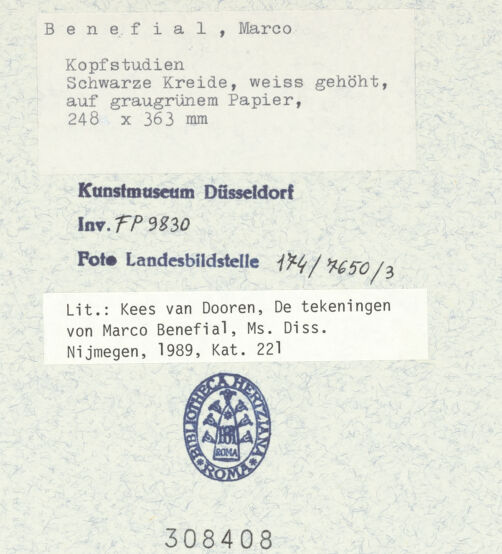 Benefial, Marco
Kopfstudien
Schwarze Kreide, weiss gehöht,
auf graugrünem Papier,
248 x 363 mm
Kunstmuseum Düsseldorf
Inv. FP 9830
Foto Landesbildstelle 174/7650/3
Lit.: Kees van Dooren, De tekeningen
von Marco Benefial, Ms. Diss.
Nijmegen, 1989, Kat. 221
BIBLIOTHECA HERTZIANA
ROMA
ROMA
308408